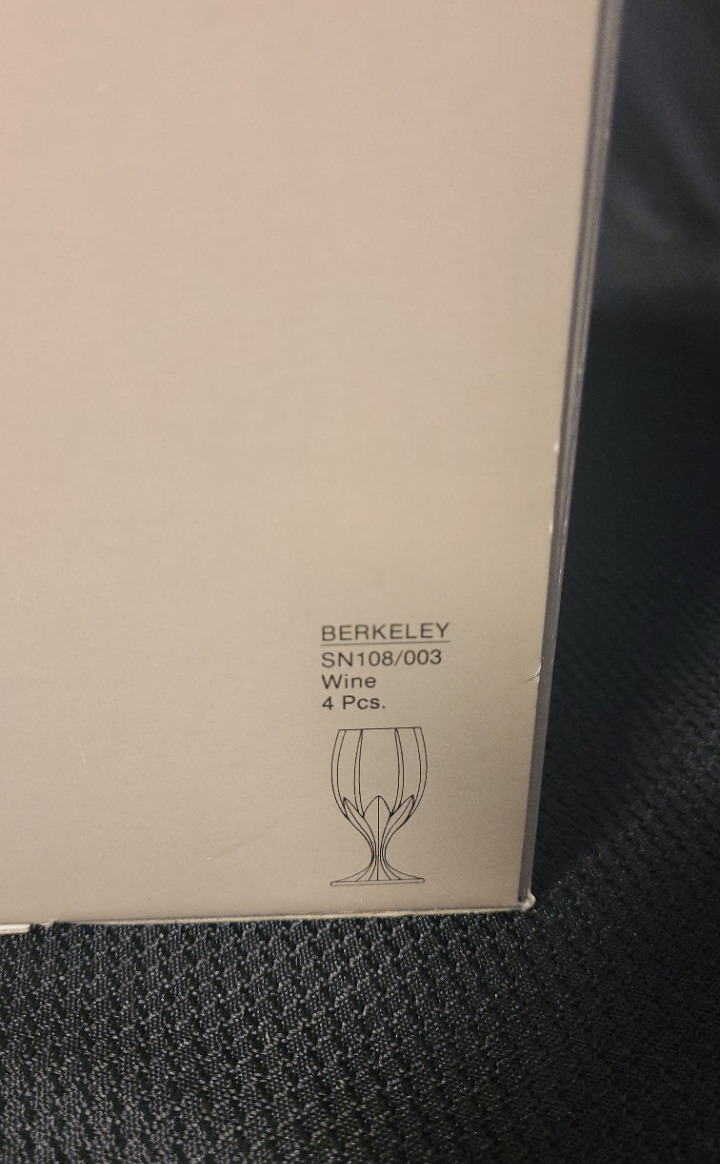 BERKELEY
SN108/003
Wine
4 Pcs.